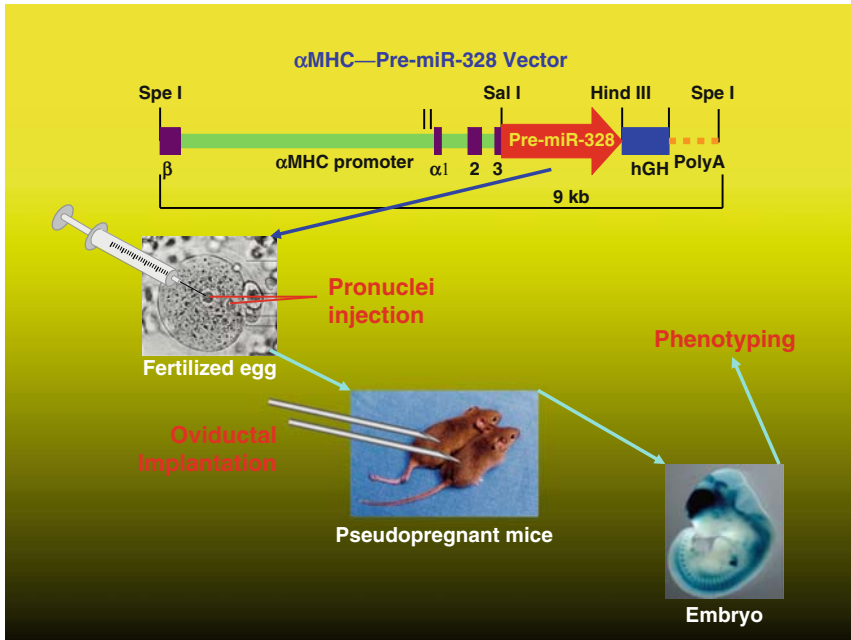 αMHC—Pre-miR-328 Vector
Spe I
Sal I
Hind III
Spe I
Pre-miR-328
β
αMHC promoter
α1
2
3
hGH
PolyA
9 kb
Pronuclei
injection
Fertilized egg
Phenotyping
Oviductal
Implantation
Pseudopregnant mice
Embryo